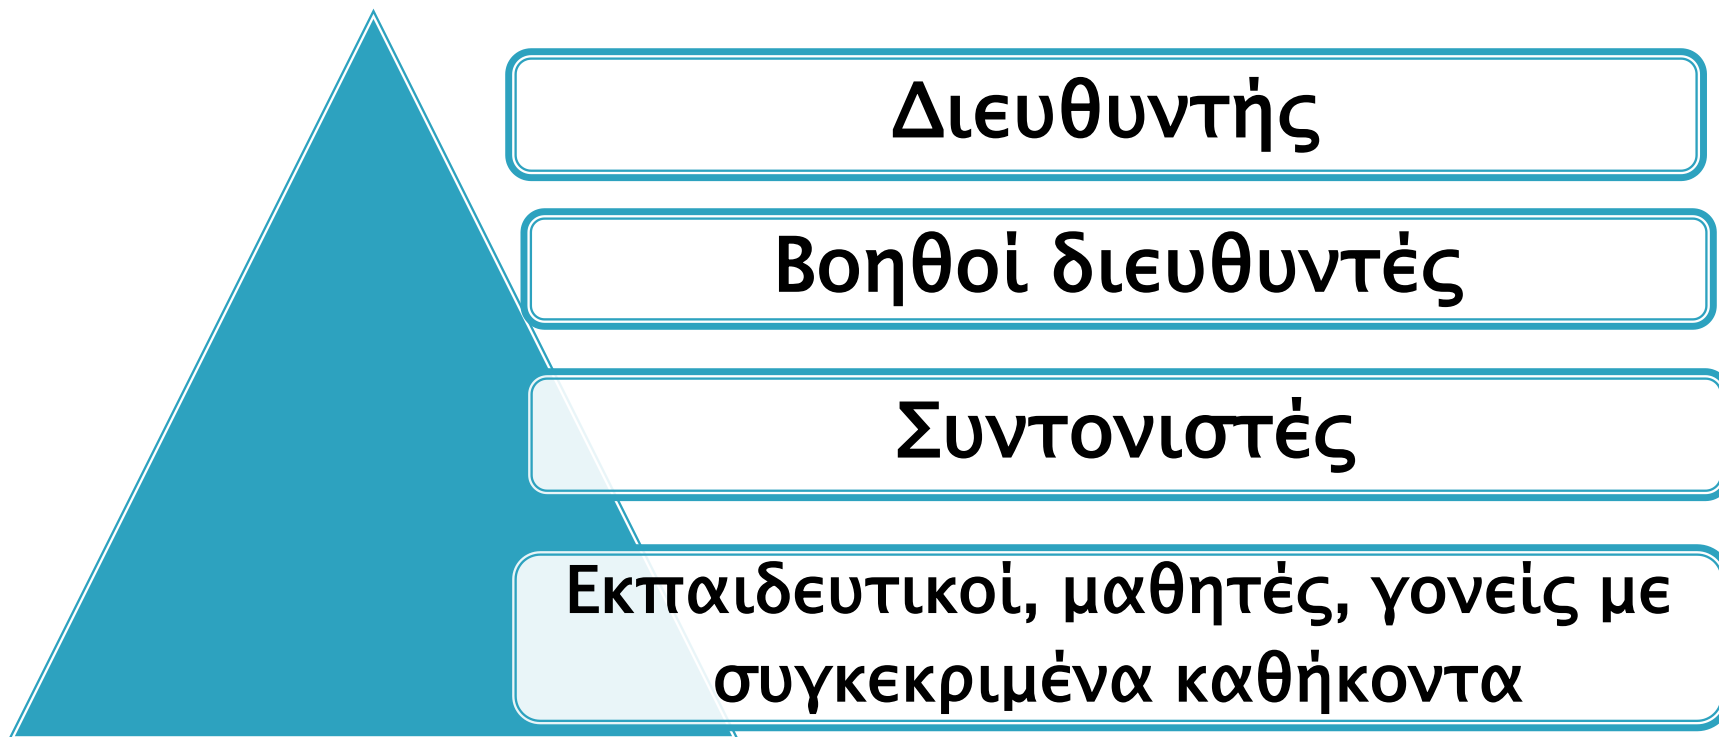 Διευθυντής
Βοηθοί διευθυντές
Συντονιστές
Εκπαιδευτικοί, μαθητές, γονείς με
συγκεκριμένα καθήκοντα